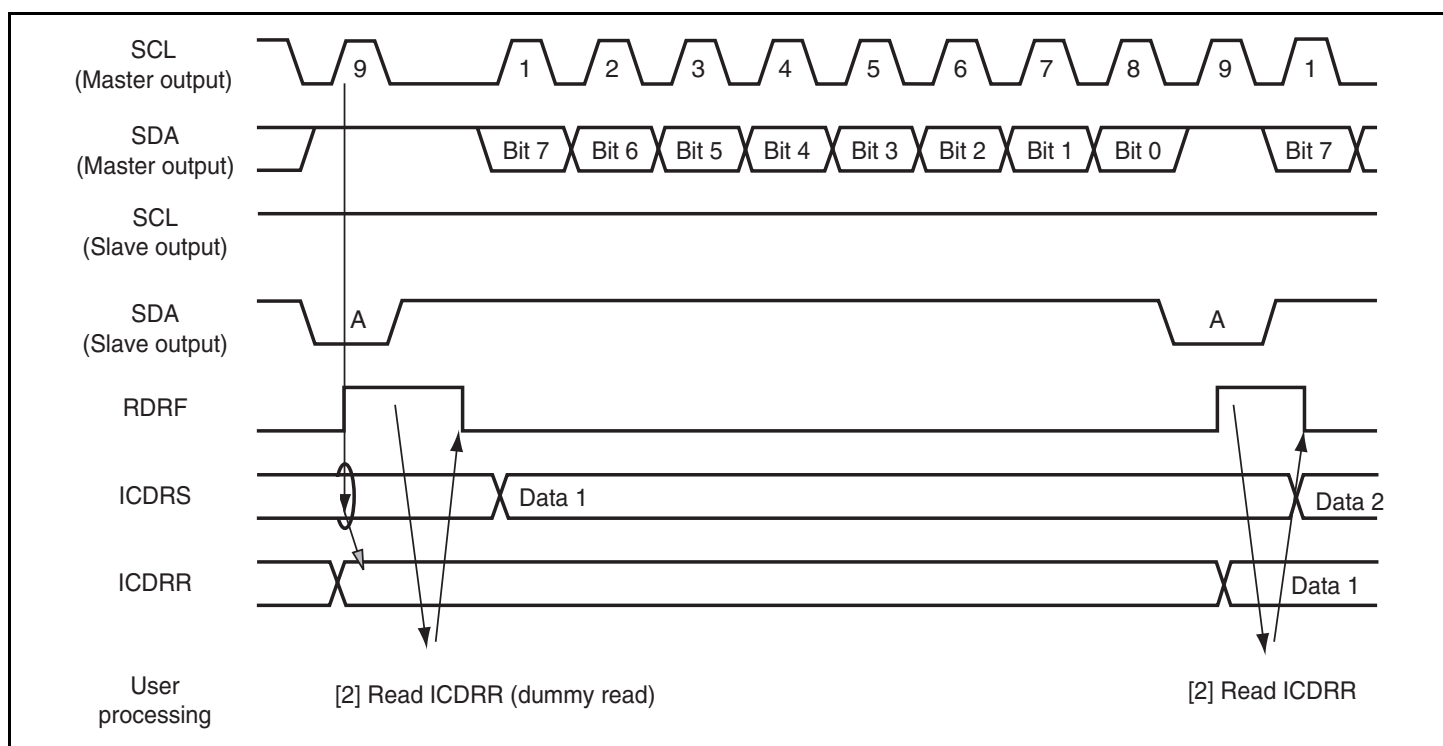 SCL
(Master output)
9 1 2 3 4 5 6 7 8 9 1
SDA
(Master output)
Bit 7 Bit 6 Bit 5 Bit 4 Bit 3 Bit 2 Bit 1 Bit 0 Bit 7
SCL
(Slave output)
SDA
(Slave output)
A A
RDRF
ICDRS
Data 1 Data 2
ICDRR
Data 1
User
processing
[2] Read ICDRR (dummy read) [2] Read ICDRR